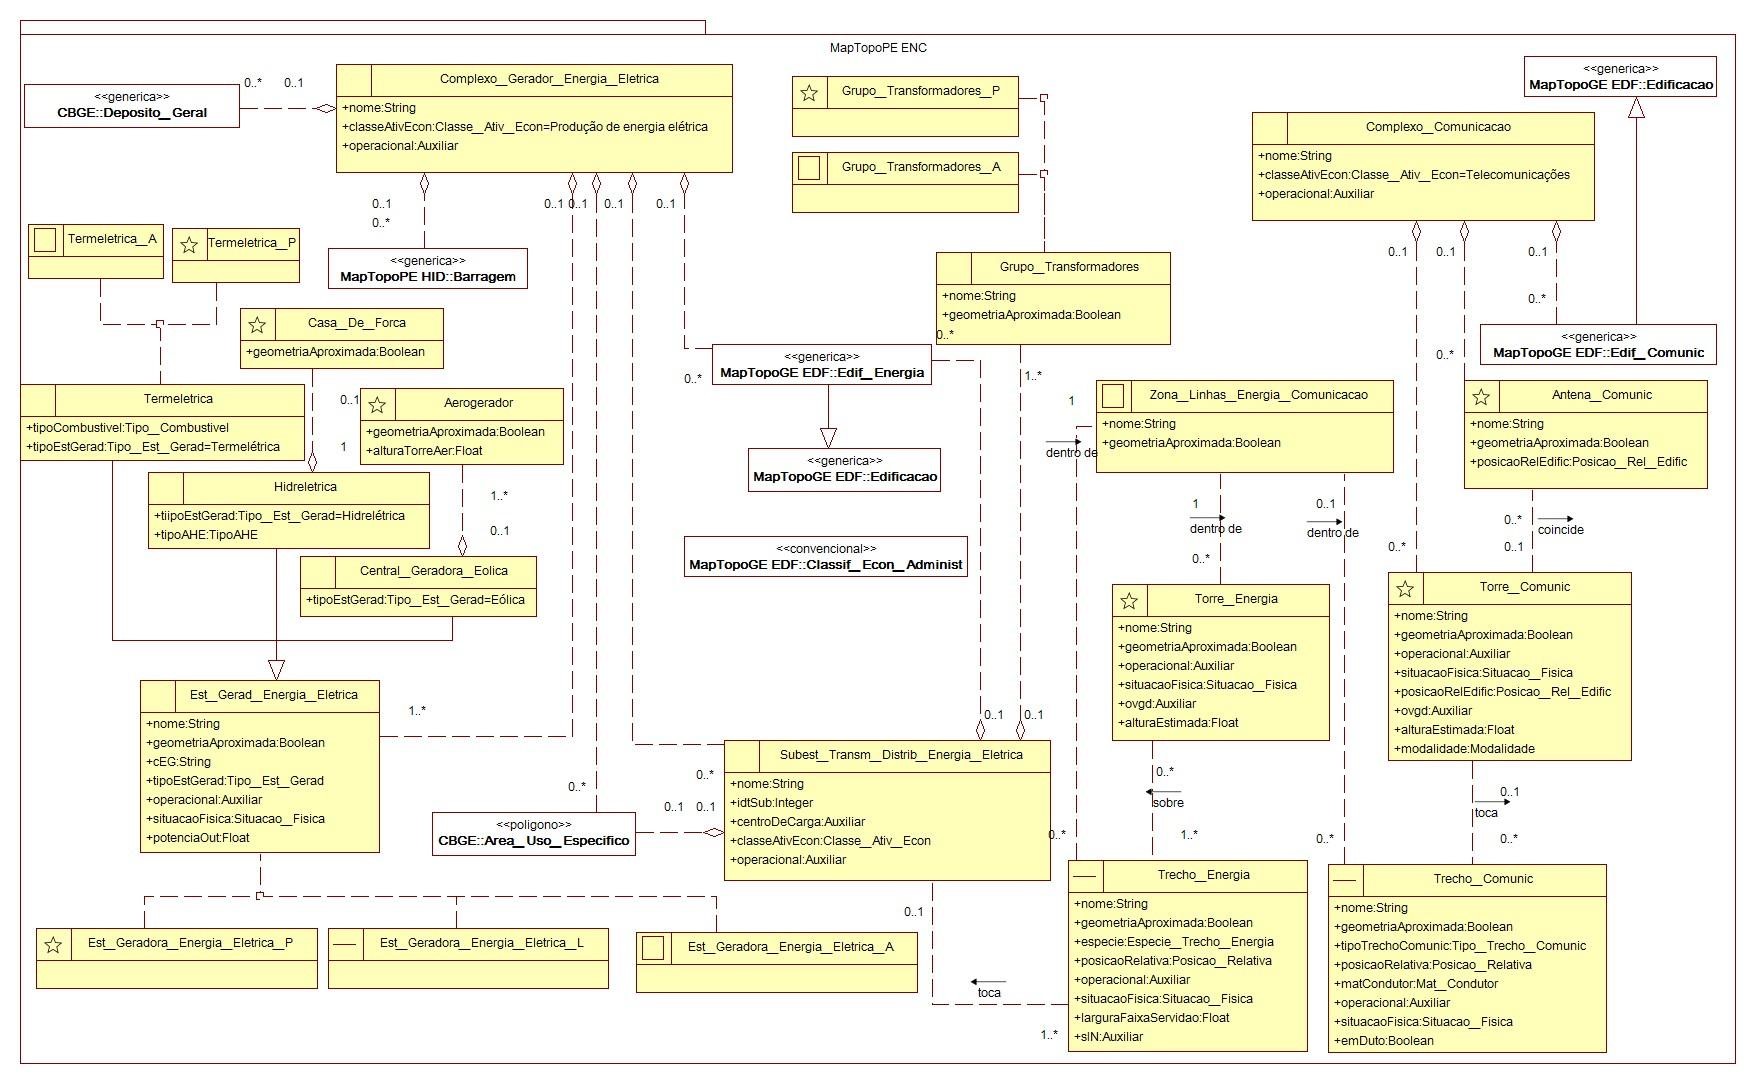 MapTopoPE ENC
<<generica>>
CBGE::Deposito__Geral
0..*
0..1
Complexo__Gerador__Energia__Eletrica
+nome:String
+classeAtivEcon:Classe__Ativ__Econ=Produção de energia elétrica
+operacional:Auxiliar
Grupo__Transformadores__P
Grupo__Transformadores__A
<<generica>>
MapTopoGE EDF::Edificacao
Complexo__Comunicacao
+nome:String
+classeAtivEcon:Classe__Ativ__Econ=Telecomunicações
+operacional:Auxiliar
0..1
0..*
0..1
0..1
0..1
0..1
0..1
0..1
0..1
0..*
<<generica>>
MapTopoPE HID::Barragem
Termeletrica__A
Termeletrica__P
Grupo__Transformadores
+nome:String
+geometriaAproximada:Boolean
0..*
Casa__De__Forca
+geometriaAproximada:Boolean
<<generica>>
MapTopoGE EDF::Edif__Energia
0..*
1..*
<<generica>>
MapTopoGE EDF::Edif__Comunic
0..*
Termeletrica
+tipoCombustivel:Tipo__Combustivel
+tipoEstGerad:Tipo__Est__Gerad=Termelétrica
0..1
1
Aerogerador
+geometriaAproximada:Boolean
+alturaTorreAer:Float
1
dentro de
Zona__Linhas__Energia__Comunicacao
+nome:String
+geometriaAproximada:Boolean
Antena__Comunic
+nome:String
+geometriaAproximada:Boolean
+posicaoRelEdific:Posicao__Rel__Edific
<<generica>>
MapTopoGE EDF::Edificacao
Hidreletrica
+tiipoEstGerad:Tipo__Est__Gerad=Hidrelétrica
+tipoAHE:TipoAHE
1..*
0..1
1
dentro de
0..*
0..1
dentro de
0..*
0..*
coincide
0..1
<<convencional>>
MapTopoGE EDF::Classif__Econ__Administ
Central__Geradora__Eolica
+tipoEstGerad:Tipo__Est__Gerad=Eólica
Torre__Energia
+nome:String
+geometriaAproximada:Boolean
+operacional:Auxiliar
+situacaoFisica:Situacao__Fisica
+ovgd:Auxiliar
+alturaEstimada:Float
Torre__Comunic
+nome:String
+geometriaAproximada:Boolean
+operacional:Auxiliar
+situacaoFisica:Situacao__Fisica
+posicaoRelEdific:Posicao__Rel__Edific
+ovgd:Auxiliar
+alturaEstimada:Float
+modalidade:Modalidade
Est__Gerad__Energia__Eletrica
+nome:String
+geometriaAproximada:Boolean
+cEG:String
+tipoEstGerad:Tipo__Est__Gerad
+operacional:Auxiliar
+situacaoFisica:Situacao__Fisica
+potenciaOut:Float
1..*
0..1
0..1
Subest__Transm__Distrib__Energia__Eletrica
+nome:String
+idtSub:Integer
+centroDeCarga:Auxiliar
+classeAtivEcon:Classe__Ativ__Econ
+operacional:Auxiliar
0..*
0..*
0..1
0..1
<<poligono>>
CBGE::Area__Uso__Especifico
0..*
sobre
1..*
0..*
0..*
0..1
toca
0..*
Trecho__Energia
+nome:String
+geometriaAproximada:Boolean
+especie:Especie__Trecho__Energia
+posicaoRelativa:Posicao__Relativa
+operacional:Auxiliar
+situacaoFisica:Situacao__Fisica
+larguraFaixaServidao:Float
+sIN:Auxiliar
Trecho__Comunic
+nome:String
+geometriaAproximada:Boolean
+tipoTrechoComunic:Tipo__Trecho__Comunic
+posicaoRelativa:Posicao__Relativa
+matCondutor:Mat__Condutor
+operacional:Auxiliar
+situacaoFisica:Situacao__Fisica
+emDuto:Boolean
0..1
toca
1..*
Est__Geradora__Energia__Eletrica__P
Est__Geradora__Energia__Eletrica__L
Est__Geradora__Energia__Eletrica__A